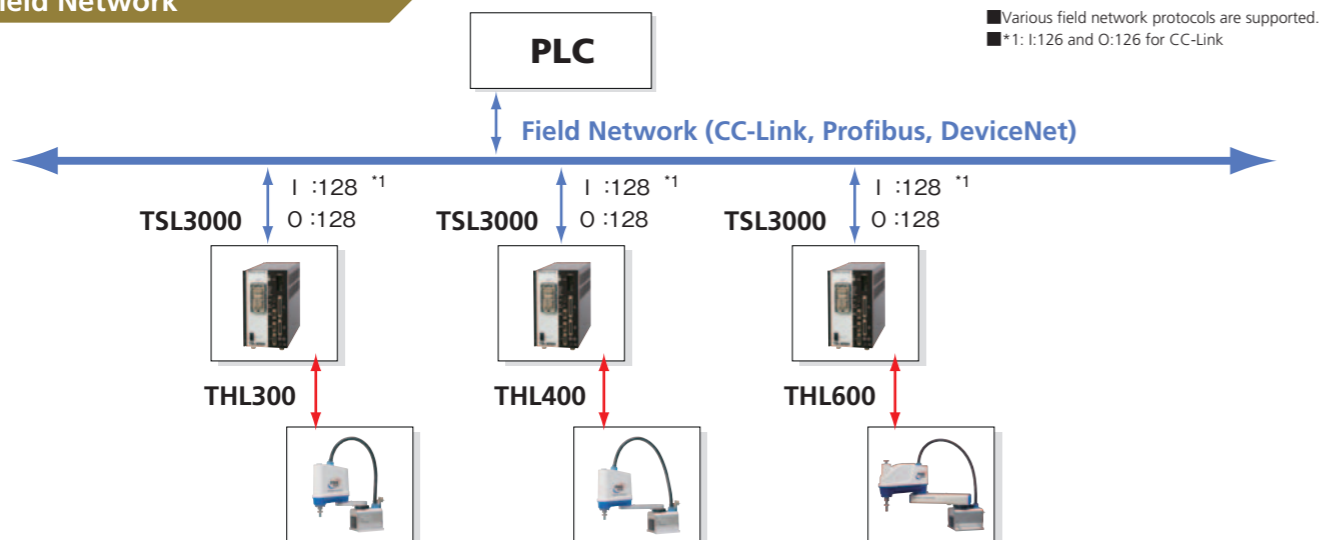 Field Network
■Various field network protocols are supported.
■*1: I:126 and O:126 for CC-Link
PLC
Field Network (CC-Link, Profibus, DeviceNet)
I :128 *1
O :128
TSL3000
I :128 *1
O :128
TSL3000
I :128 *1
O :128
TSL3000
THL300
THL400
THL600